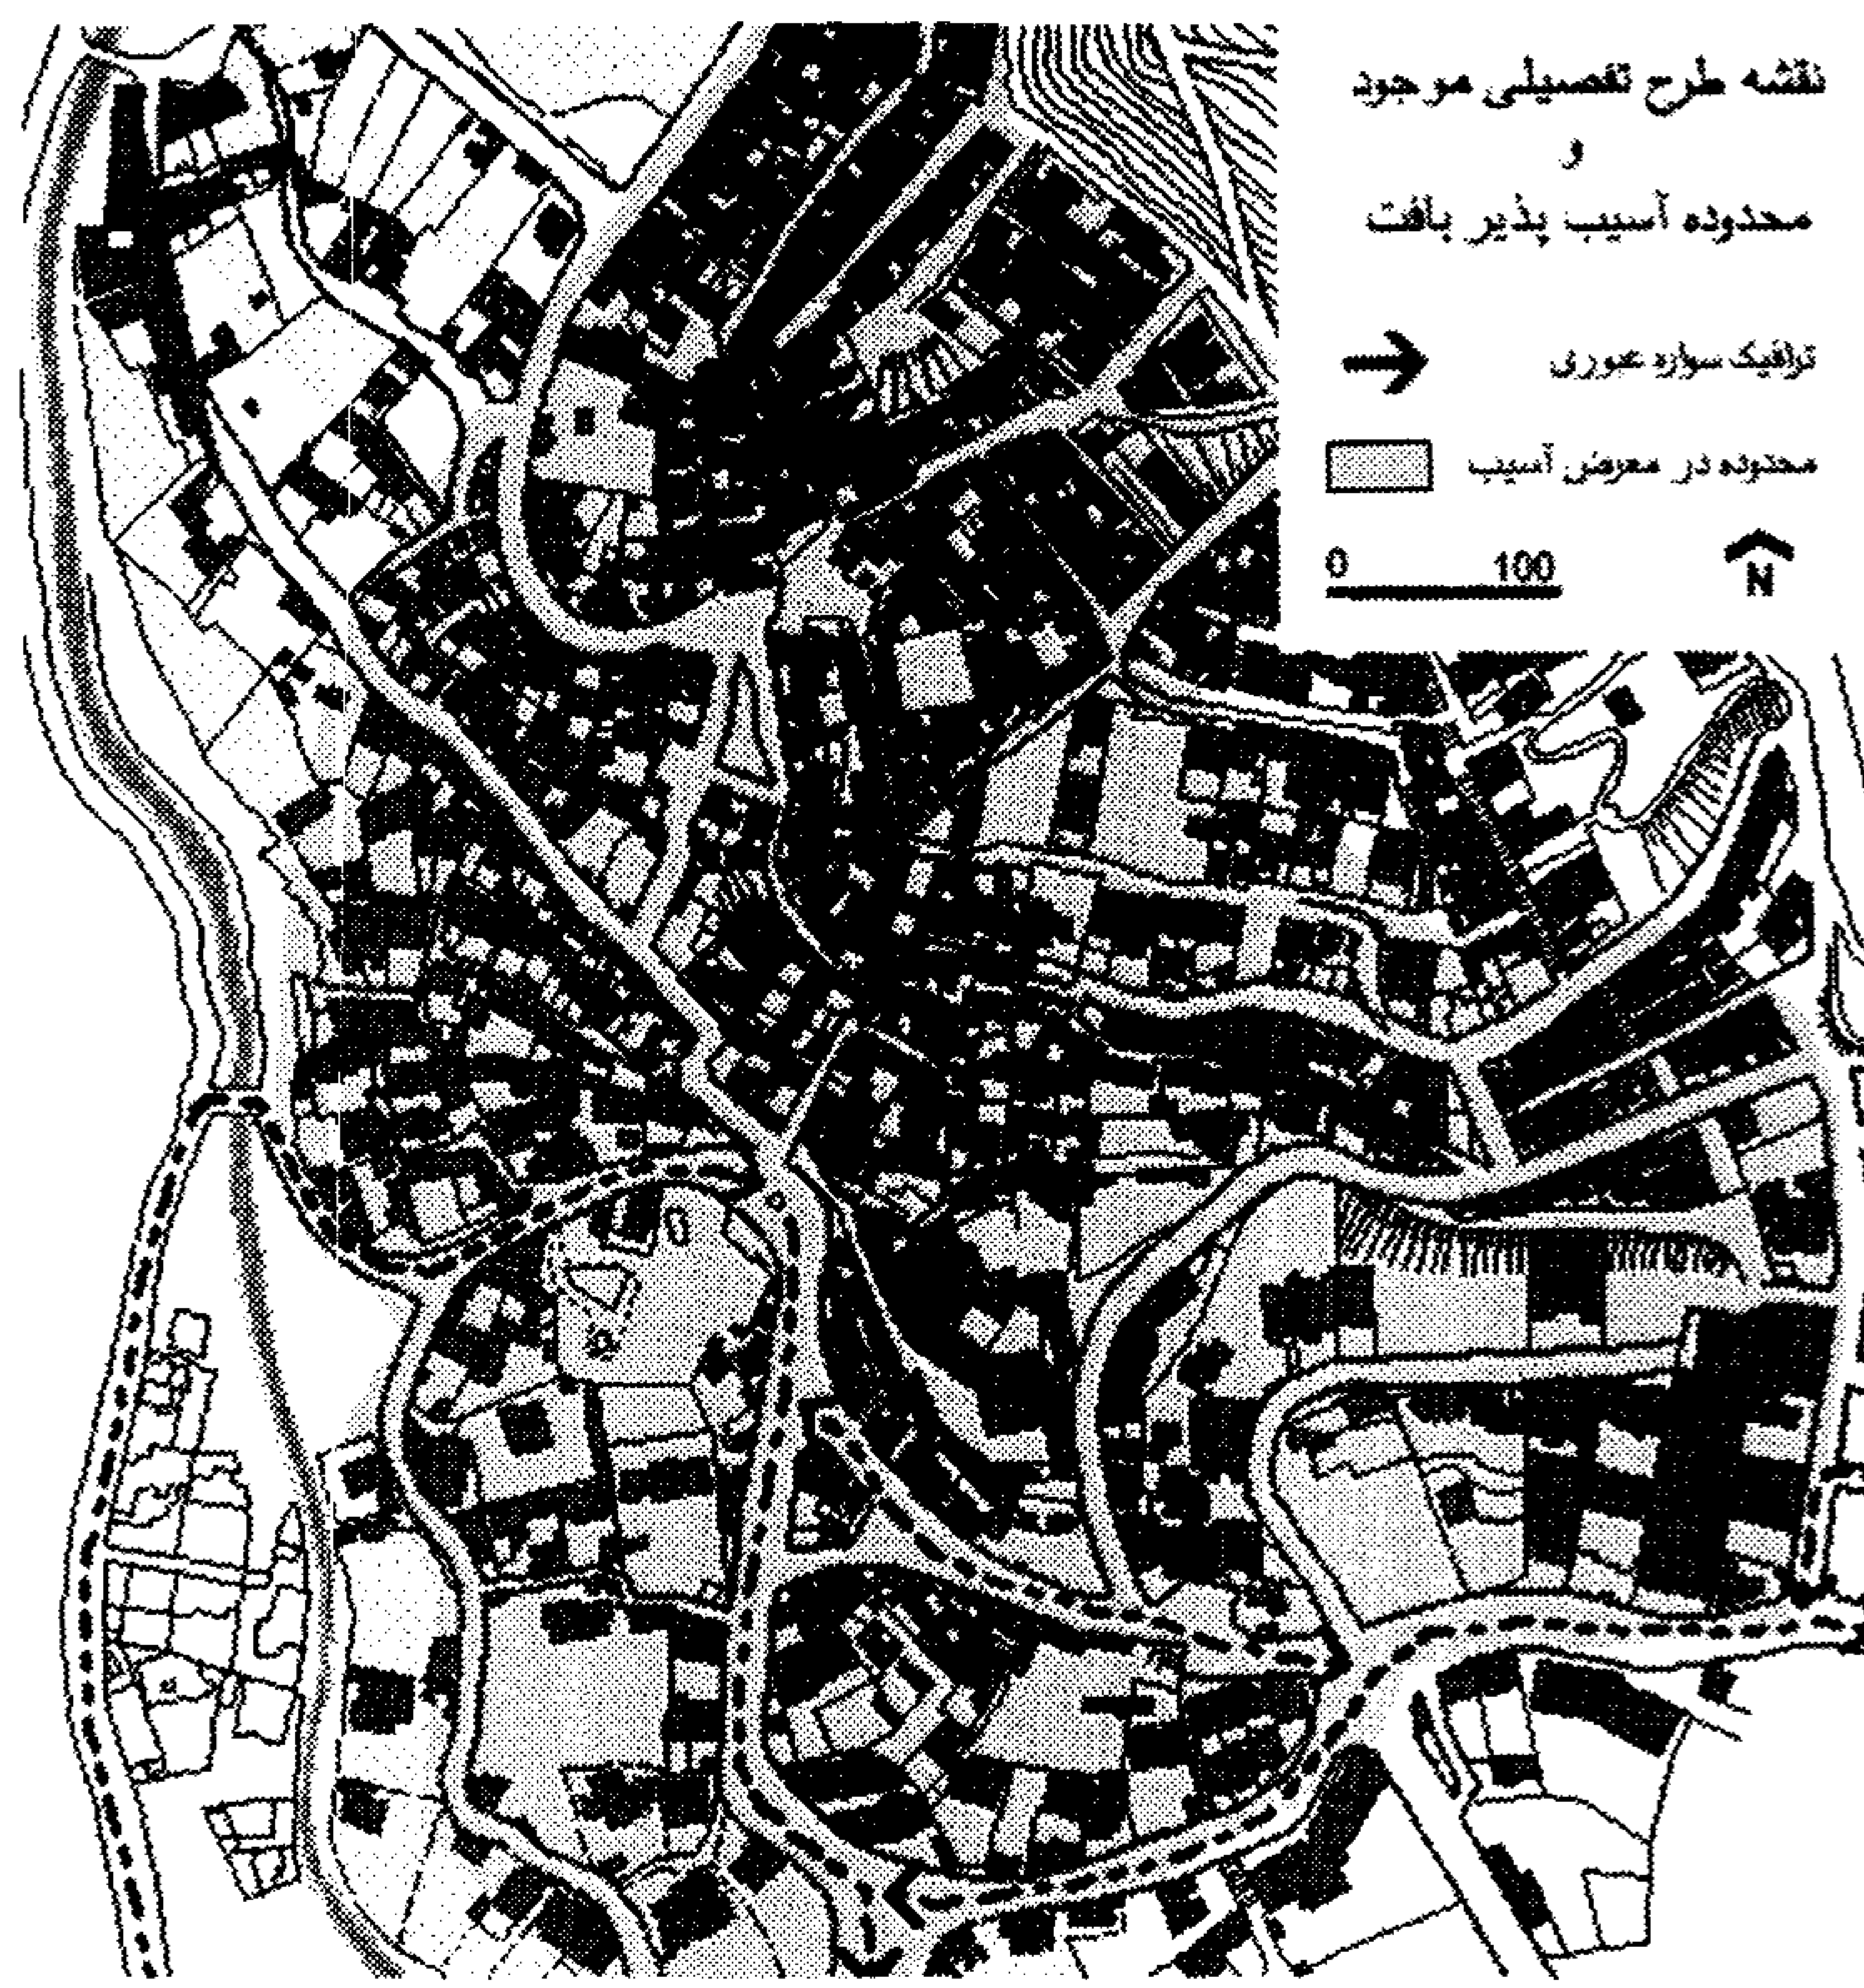 نقشه طرح تفصیلی موجود
و
محدوده آسیب پذیر بافت
ترافیک سواره عبوری
محدوده در معرض آسیب
0 100
N